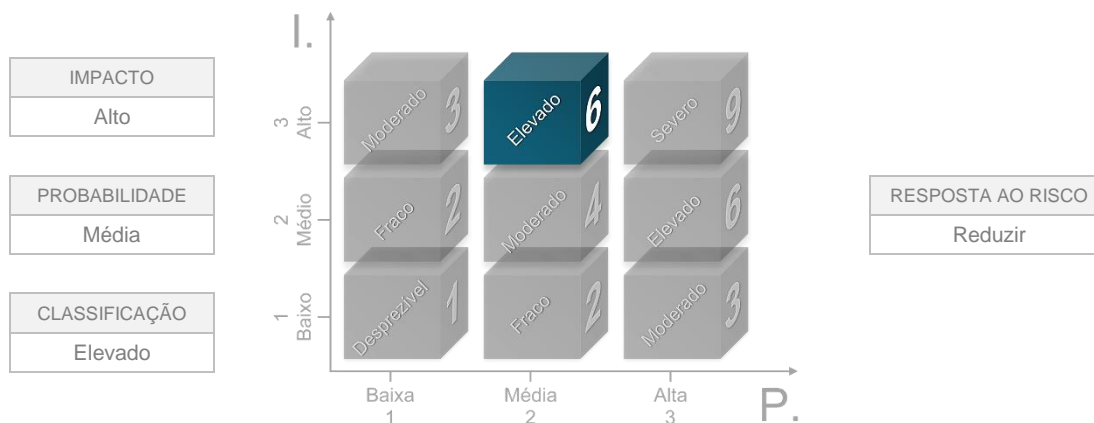 IMPACTO
Alto
PROBABILIDADE
Média
CLASSIFICAÇÃO
Elevado
I.
3
Alto
2
Médio
1
Baixo
Moderado
3
Elevado
6
Severo
9
Fraco
2
Moderado
4
Elevado
6
Desprezível
1
Fraco
2
Moderado
3
Baixa
1
Média
2
Alta
3
P.
RESPOSTA AO RISCO
Reduzir